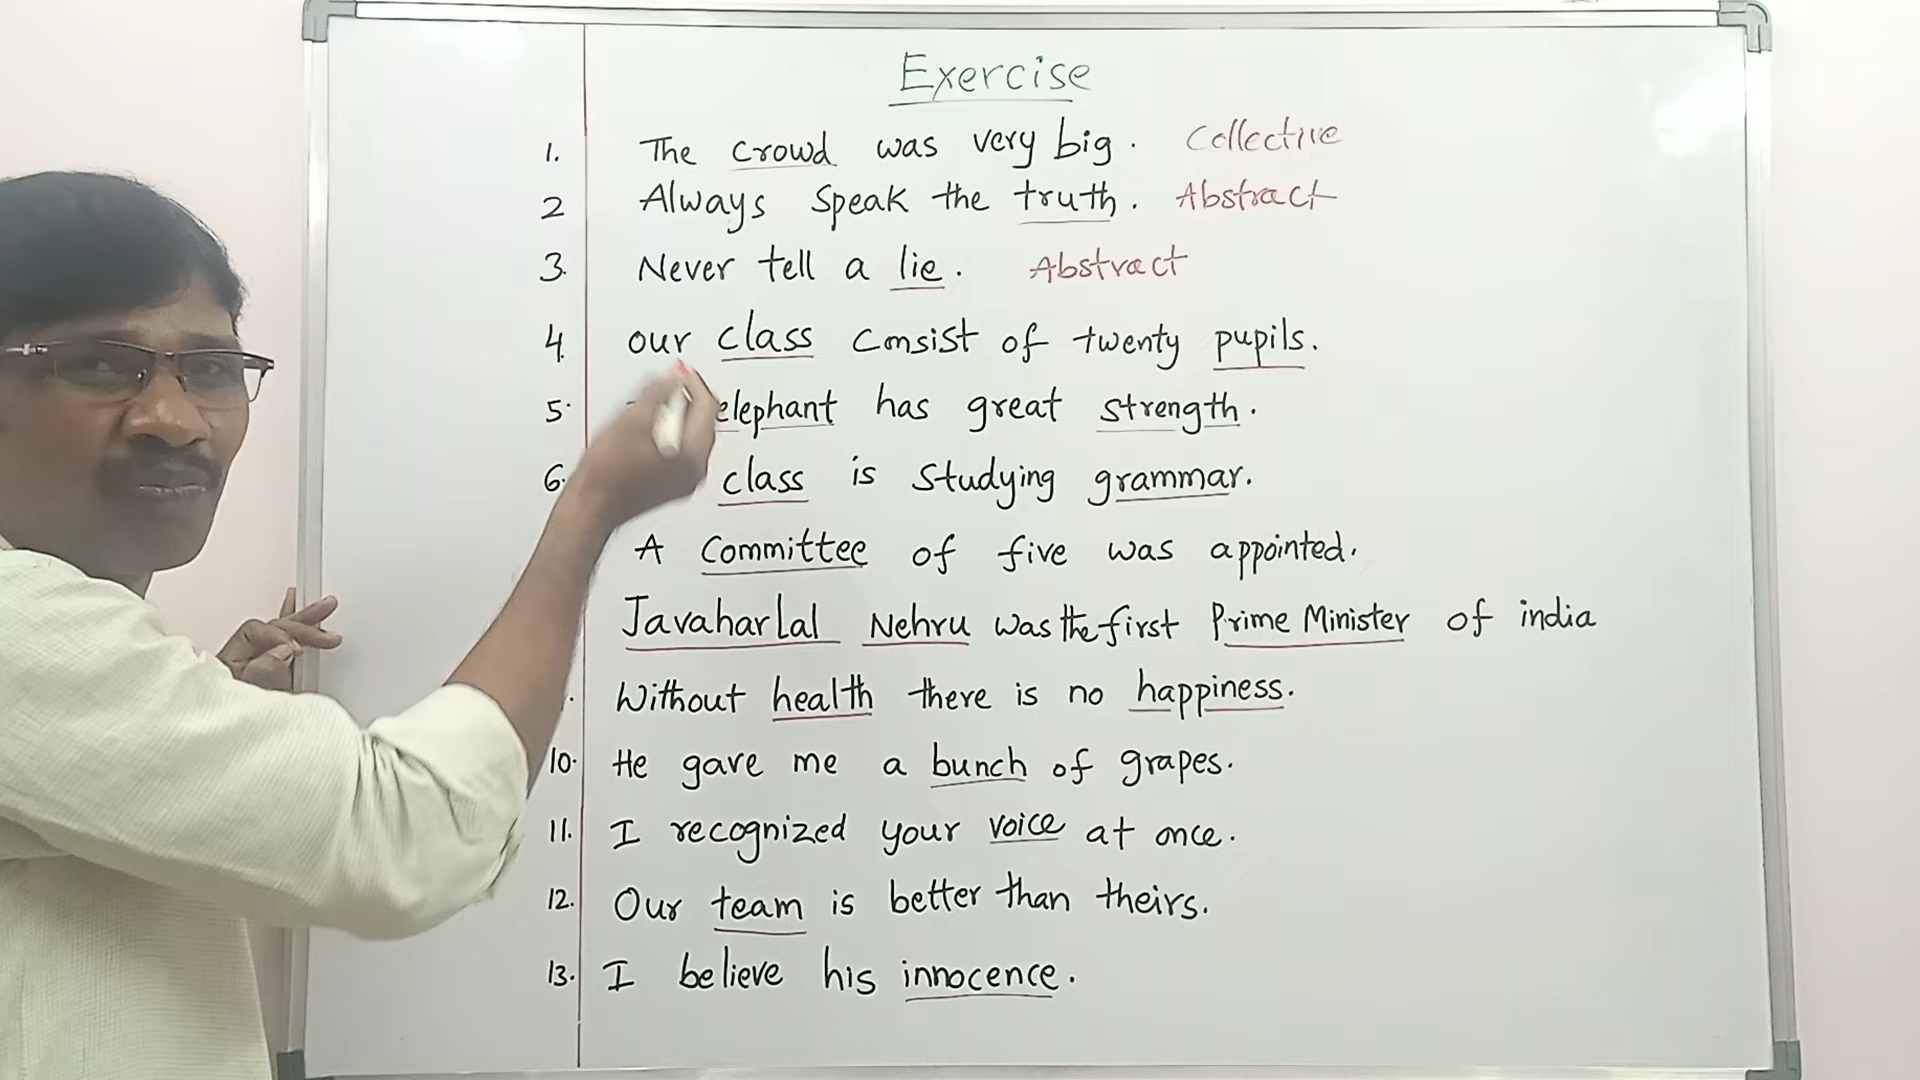 Exercise
1. The crowd was very big. Collective
2 Always speak the truth. Abstract
3. Never tell a lie. Abstract
4. our class consist of twenty pupils.
5. elephant has great strength.
6. class is studying grammar.
A committee of five was appointed.
Javaharlal Nehru was the first Prime Minister of india
Without health there is no happiness.
10. He gave me a bunch of grapes.
11. I recognized your voice at once.
12. Our team is better than theirs.
13. I believe his innocence.